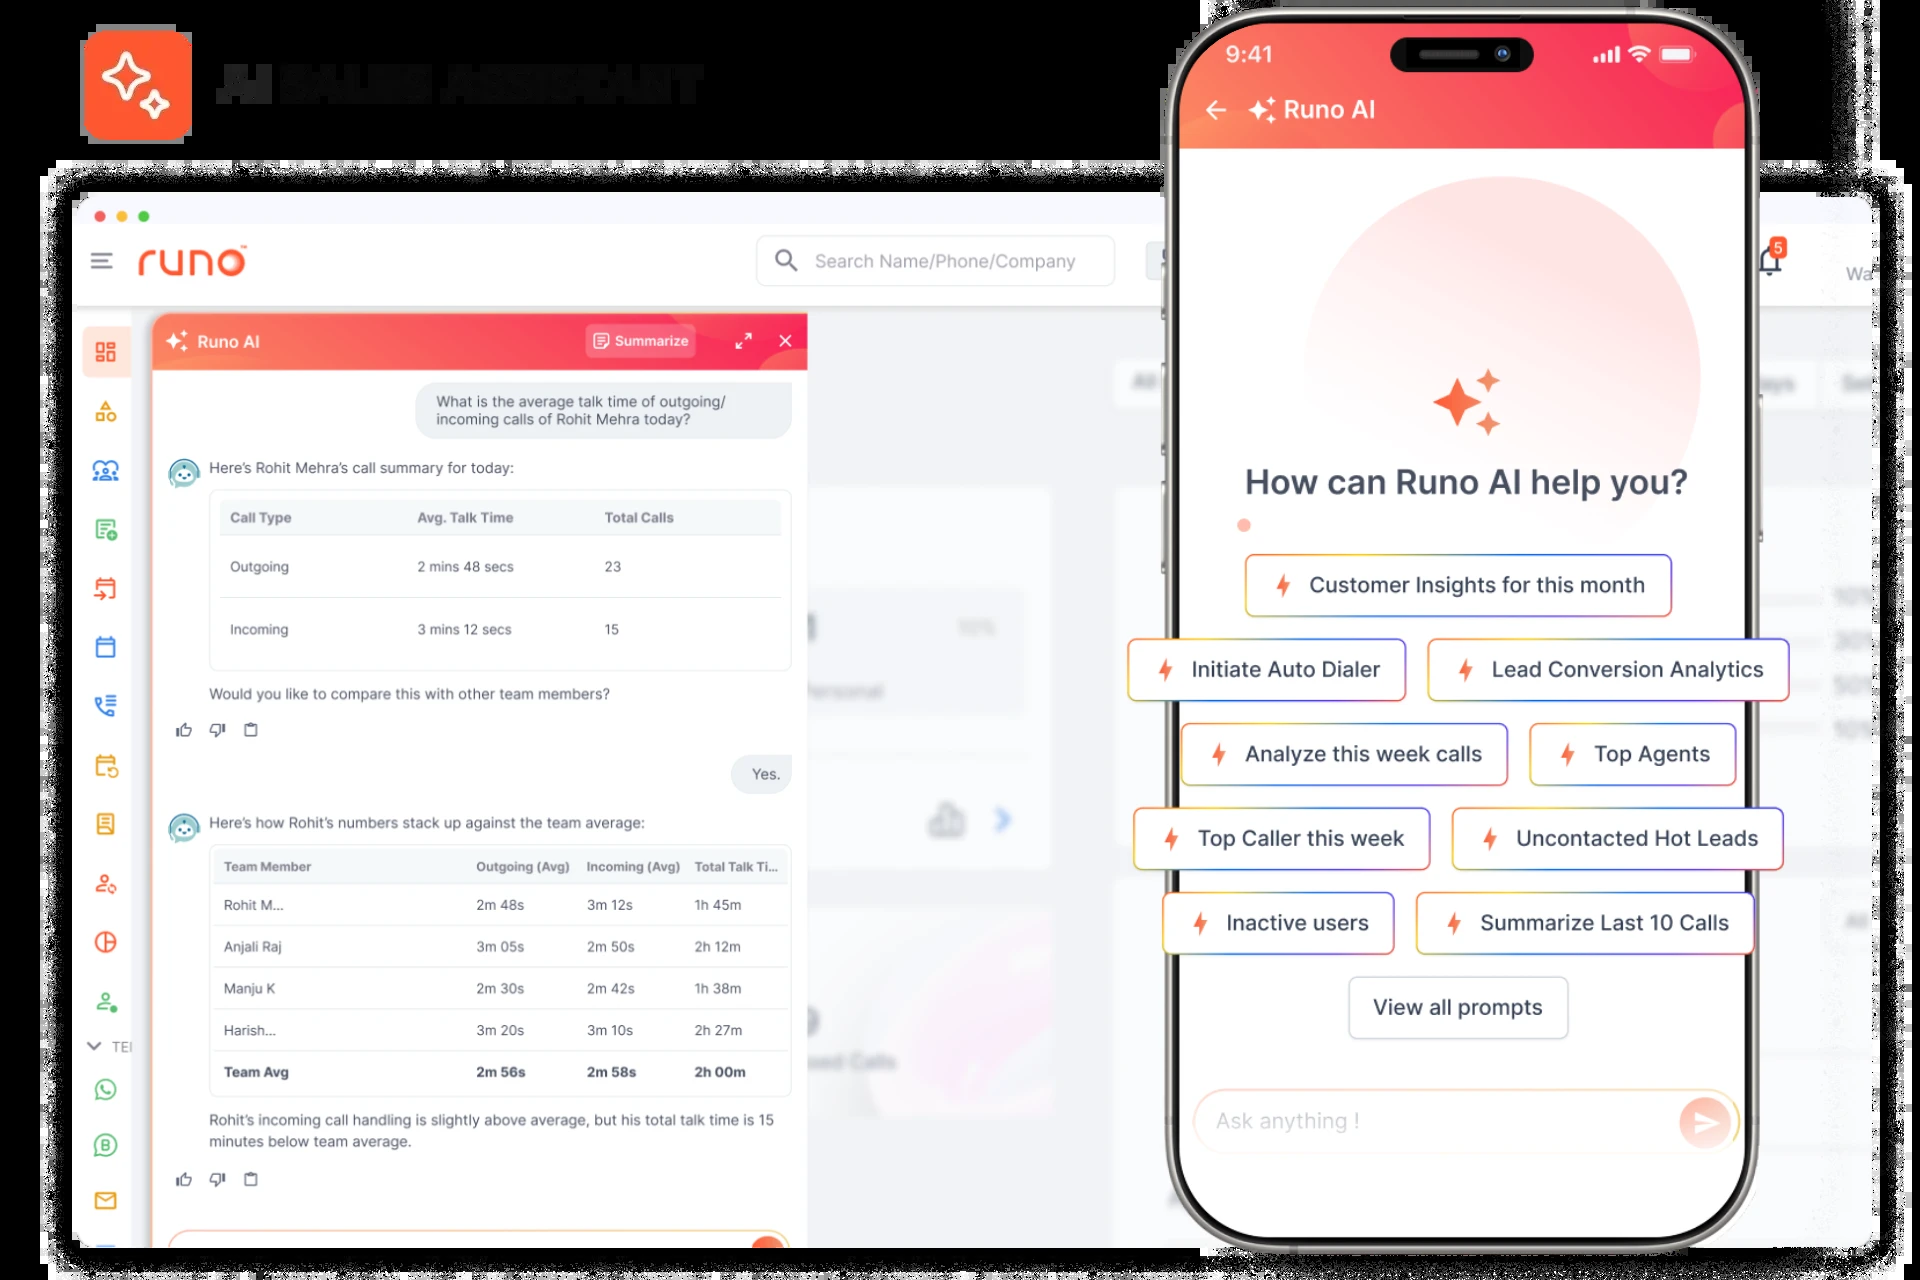 AI SALES ASSISTANT
runo
Search Name/Phone/Company
5
Wa
Runo AI
Summarize
What is the average talk time of outgoing/
incoming calls of Rohit Mehra today?
Here's Rohit Mehra's call summary for today:
Call Type Avg. Talk Time Total Calls
Outgoing 2 mins 48 secs 23
Incoming 3 mins 12 secs 15
Would you like to compare this with other team members?
Yes.
Here's how Rohit's numbers stack up against the team average:
Team Member Outgoing (Avg) Incoming (Avg) Total Talk Ti...
Rohit M... 2m 48s 3m 12s 1h 45m
Anjali Raj 3m 05s 2m 50s 2h 12m
Manju K 2m 30s 2m 42s 1h 38m
Harish... 3m 20s 3m 10s 2h 27m
Team Avg 2m 56s 2m 58s 2h 00m
Rohit's incoming call handling is slightly above average, but his total talk time is 15
minutes below team average.
TE
All
50%
Personal
9:41
Runo AI
How can Runo AI help you?
Customer Insights for this month
Initiate Auto Dialer
Lead Conversion Analytics
Analyze this week calls
Top Agents
Top Caller this week
Uncontacted Hot Leads
Inactive users
Summarize Last 10 Calls
View all prompts
Ask anything !